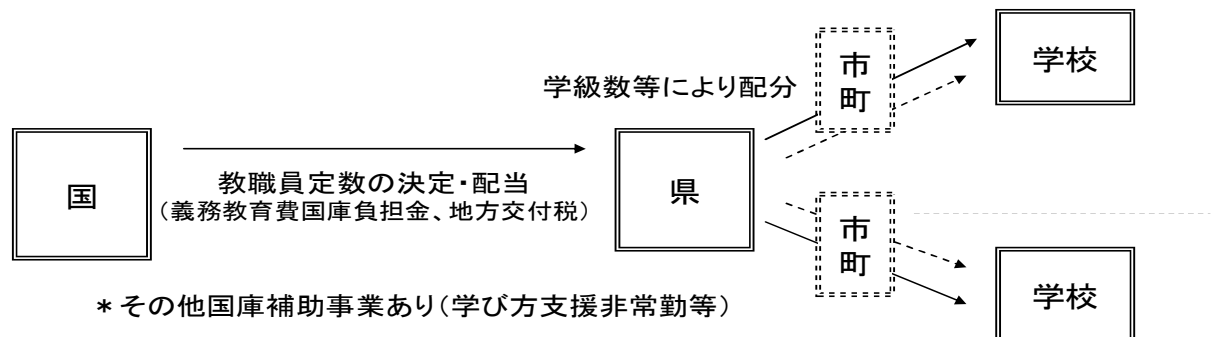 市町
学校
学級数等により配分
国
教職員定数の決定・配当
（義務教育費国庫負担金、地方交付税）
県
市町
学校
＊その他国庫補助事業あり（学び方支援非常勤等）